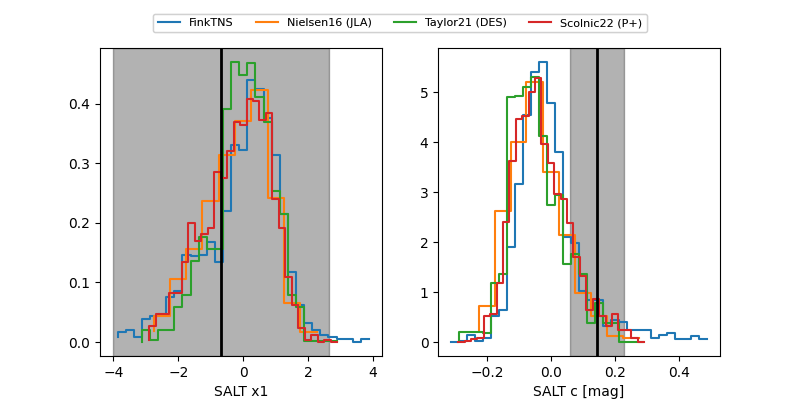 FinkTNS Nielsen16 (JLA) Taylor21 (DES) Scolnic22 (P+)
0.4
0.3
0.2
0.1
0.0
−4 −2 0 2 4
SALT x1
5
4
3
2
1
0
−0.2 0.0 0.2 0.4
SALT c [mag]